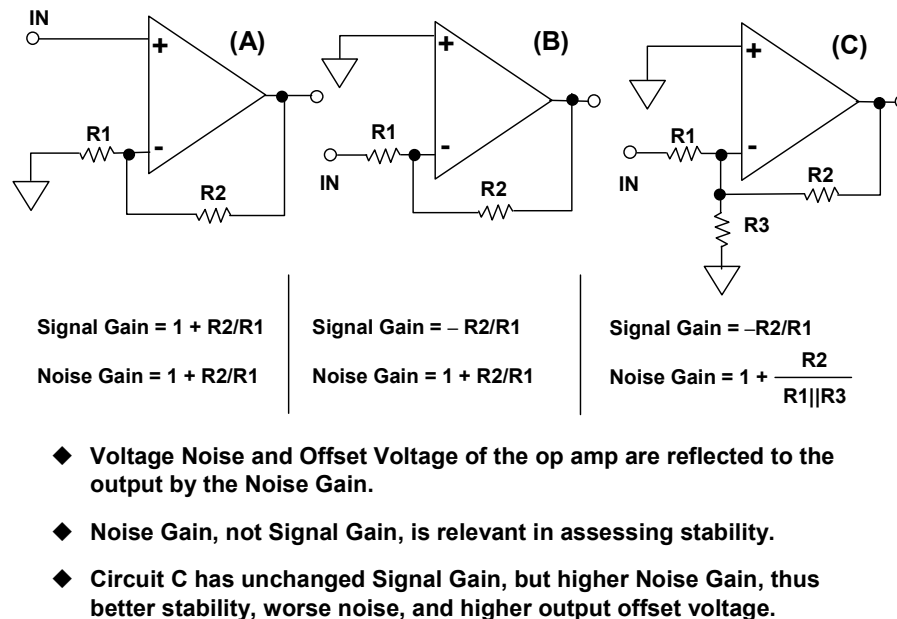 IN
(A)
+
R1
-
R2
(B)
+
R1
-
IN
R2
(C)
+
R1
-
IN
R2
R3
Signal Gain = 1 + R2/R1
Noise Gain = 1 + R2/R1
Signal Gain = – R2/R1
Noise Gain = 1 + R2/R1
Signal Gain = –R2/R1
Noise Gain = 1 + R2
R1||R3
◆ Voltage Noise and Offset Voltage of the op amp are reflected to the
output by the Noise Gain.
◆ Noise Gain, not Signal Gain, is relevant in assessing stability.
◆ Circuit C has unchanged Signal Gain, but higher Noise Gain, thus
better stability, worse noise, and higher output offset voltage.